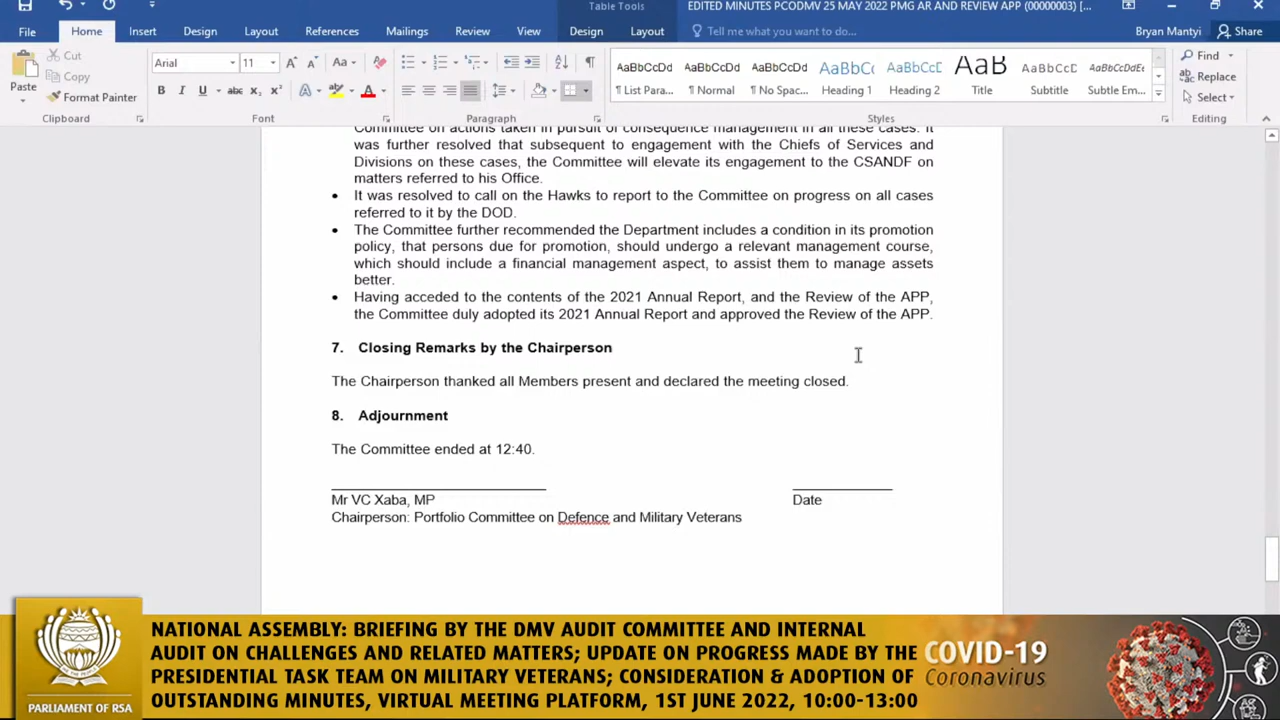 Table Tools
EDITED MINUTES PCODMV 25 MAY 2022 PMG AR AND REVIEW APP (00000003) [...
File Home Insert Design Layout References Mailings Review View Design Layout Tell me what you want to do... Bryan Mantyi Share
Paste
Cut
Copy
Format Painter
Clipboard
Arial 11
Font
Paragraph
AaBbCcDd AaBbCcDd AaBbCcDd AaBbCc AaBbCcD AaB AaBbCcD AaBbCcDdE
¶ List Para... ¶ Normal ¶ No Spac... Heading 1 Heading 2 Title Subtitle Subtle Em...
Styles
Find
Replace
Select
Editing
Committee on actions taken in pursuit of consequence management in all these cases. It
was further resolved that subsequent to engagement with the Chiefs of Services and
Divisions on these cases, the Committee will elevate its engagement to the CSANDF on
matters referred to his Office.
• It was resolved to call on the Hawks to report to the Committee on progress on all cases
referred to it by the DOD.
• The Committee further recommended the Department includes a condition in its promotion
policy, that persons due for promotion, should undergo a relevant management course,
which should include a financial management aspect, to assist them to manage assets
better.
• Having acceded to the contents of the 2021 Annual Report, and the Review of the APP,
the Committee duly adopted its 2021 Annual Report and approved the Review of the APP.
7. Closing Remarks by the Chairperson
The Chairperson thanked all Members present and declared the meeting closed.
8. Adjournment
The Committee ended at 12:40.
Mr VC Xaba, MP Date
Chairperson: Portfolio Committee on Defence and Military Veterans
PARLIAMENT OF RSA
NATIONAL ASSEMBLY: BRIEFING BY THE DMV AUDIT COMMITTEE AND INTERNAL
AUDIT ON CHALLENGES AND RELATED MATTERS; UPDATE ON PROGRESS MADE BY THE
PRESIDENTIAL TASK TEAM ON MILITARY VETERANS; CONSIDERATION & ADOPTION OF
OUTSTANDING MINUTES, VIRTUAL MEETING PLATFORM, 1ST JUNE 2022, 10:00-13:00
COVID-19
Coronavirus